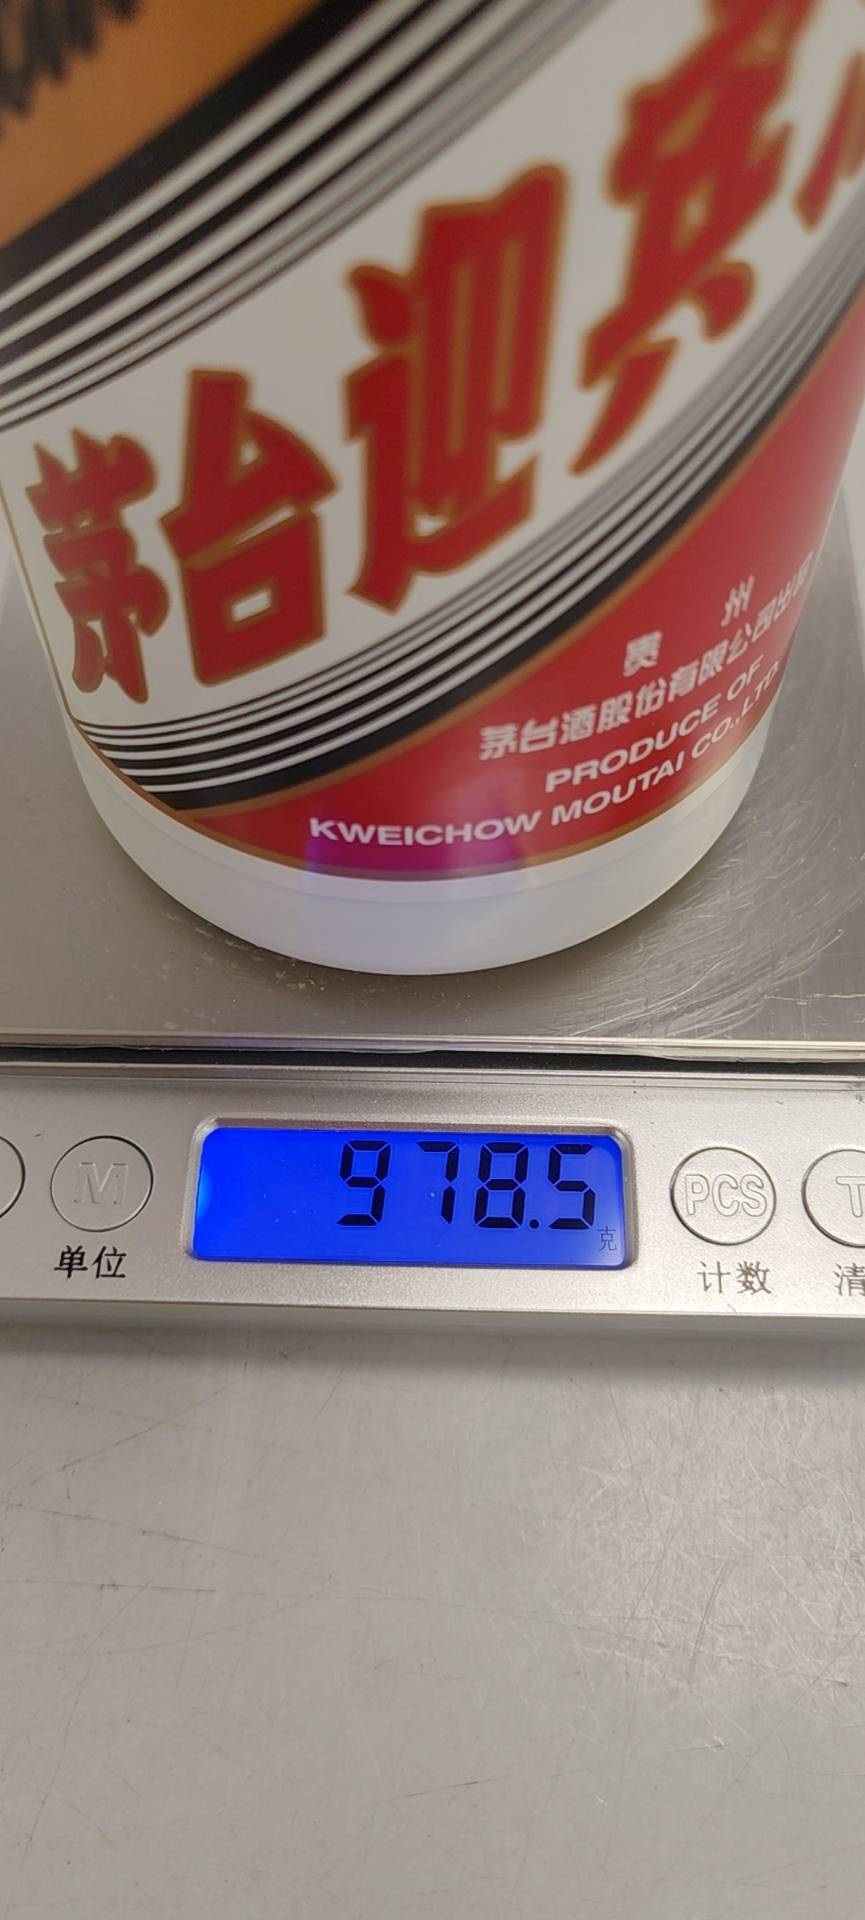 茅台迎宾
贵 州
茅台酒股份有限公司出品
PRODUCE OF
KWEICHOW MOUTAI CO.,LTD.
978.5
克
M
PCS
T
单位
计数
清